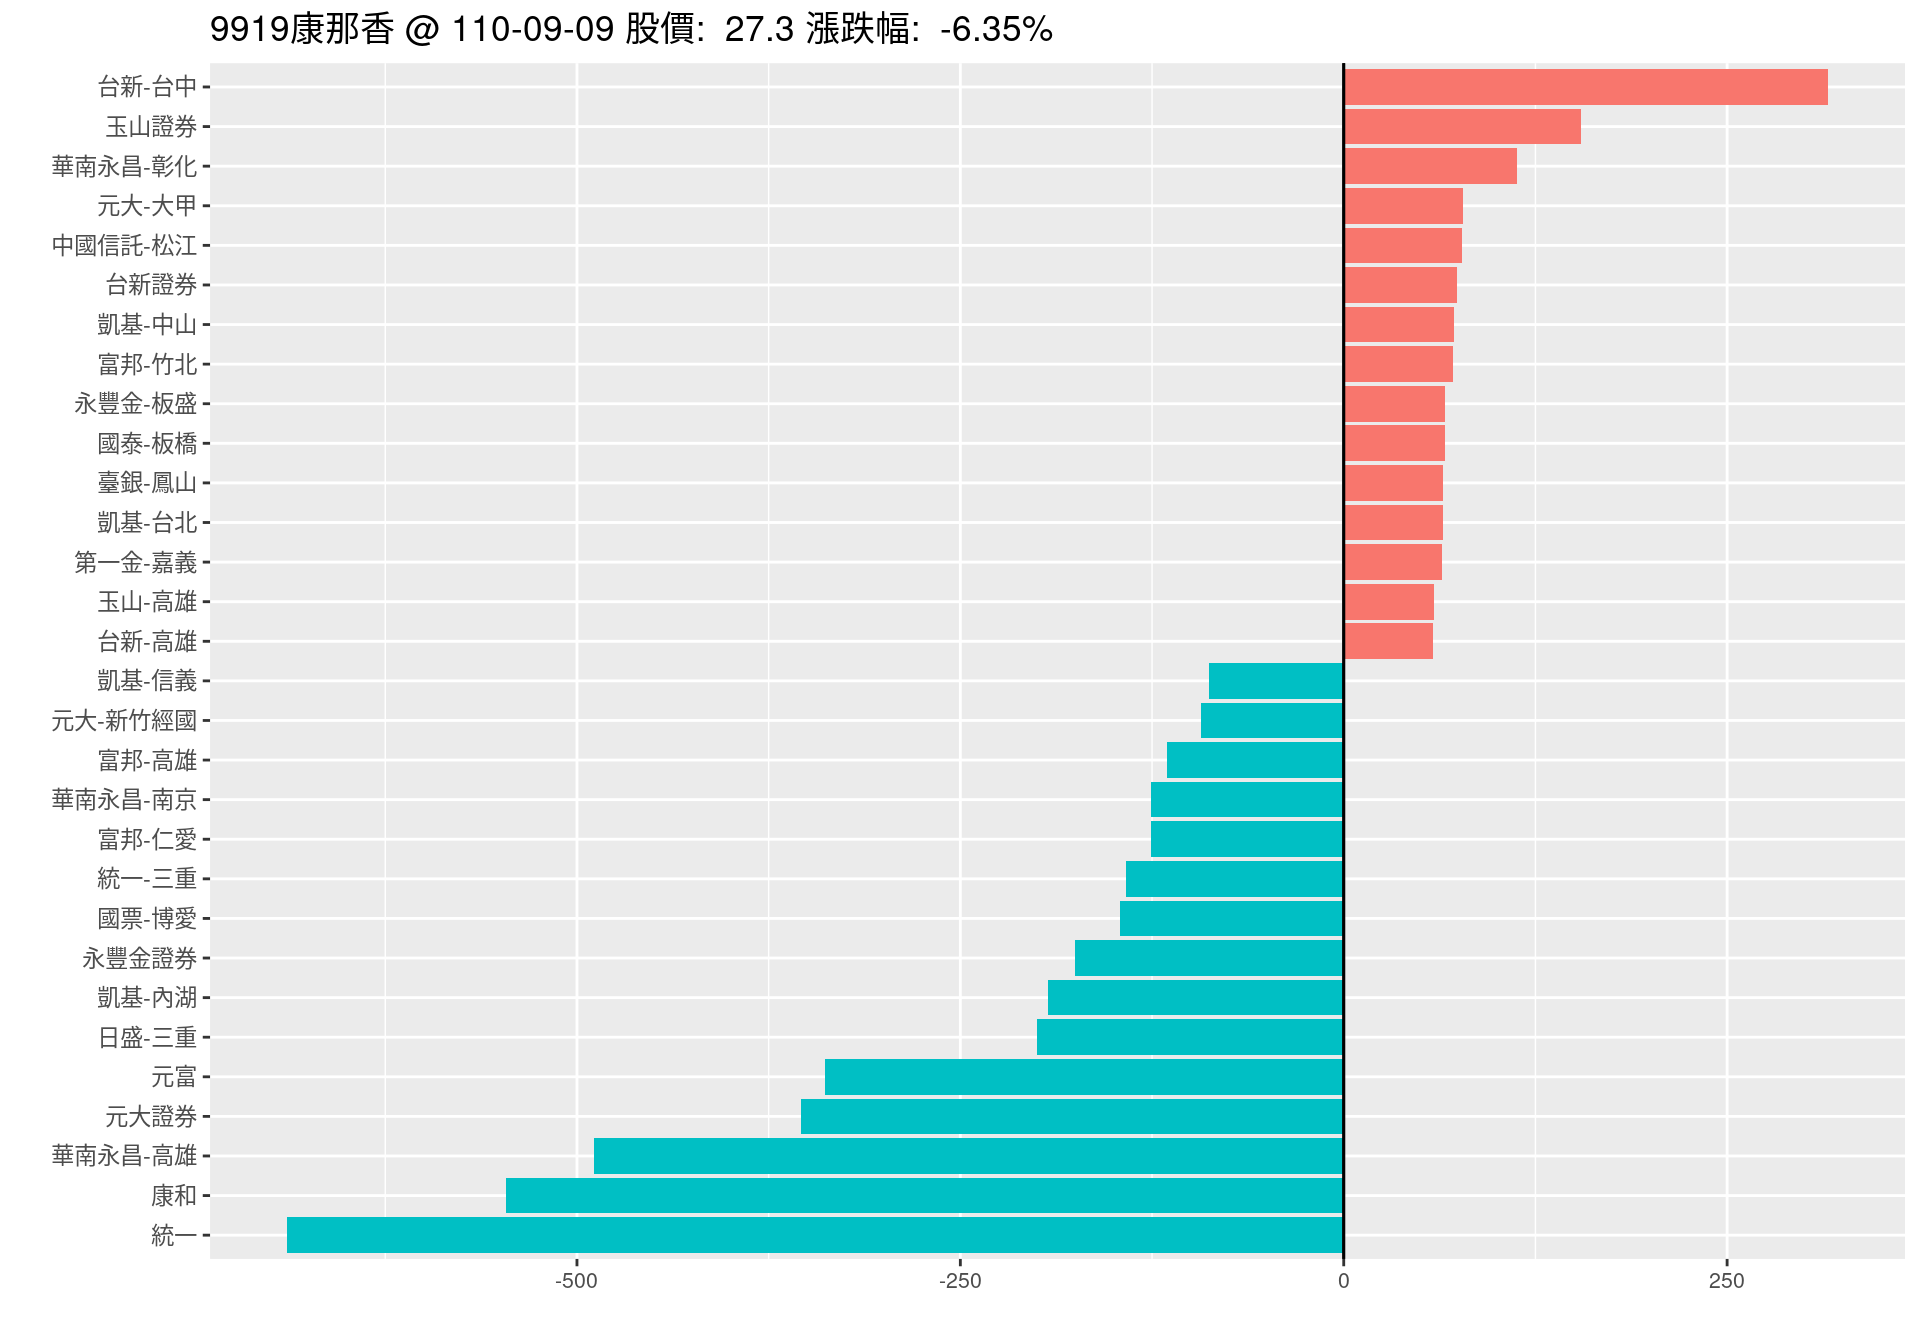 9919康那香 @ 110-09-09 股價:  27.3 漲跌幅:  -6.35%
台新-台中
玉山證券
華南永昌-彰化
元大-大甲
中國信託-松江
台新證券
凱基-中山
富邦-竹北
永豐金-板盛
國泰-板橋
臺銀-鳳山
凱基-台北
第一金-嘉義
玉山-高雄
台新-高雄
凱基-信義
元大-新竹經國
富邦-高雄
華南永昌-南京
富邦-仁愛
統一-三重
國票-博愛
永豐金證券
凱基-內湖
日盛-三重
元富
元大證券
華南永昌-高雄
康和
統一
-500 -250 0 250